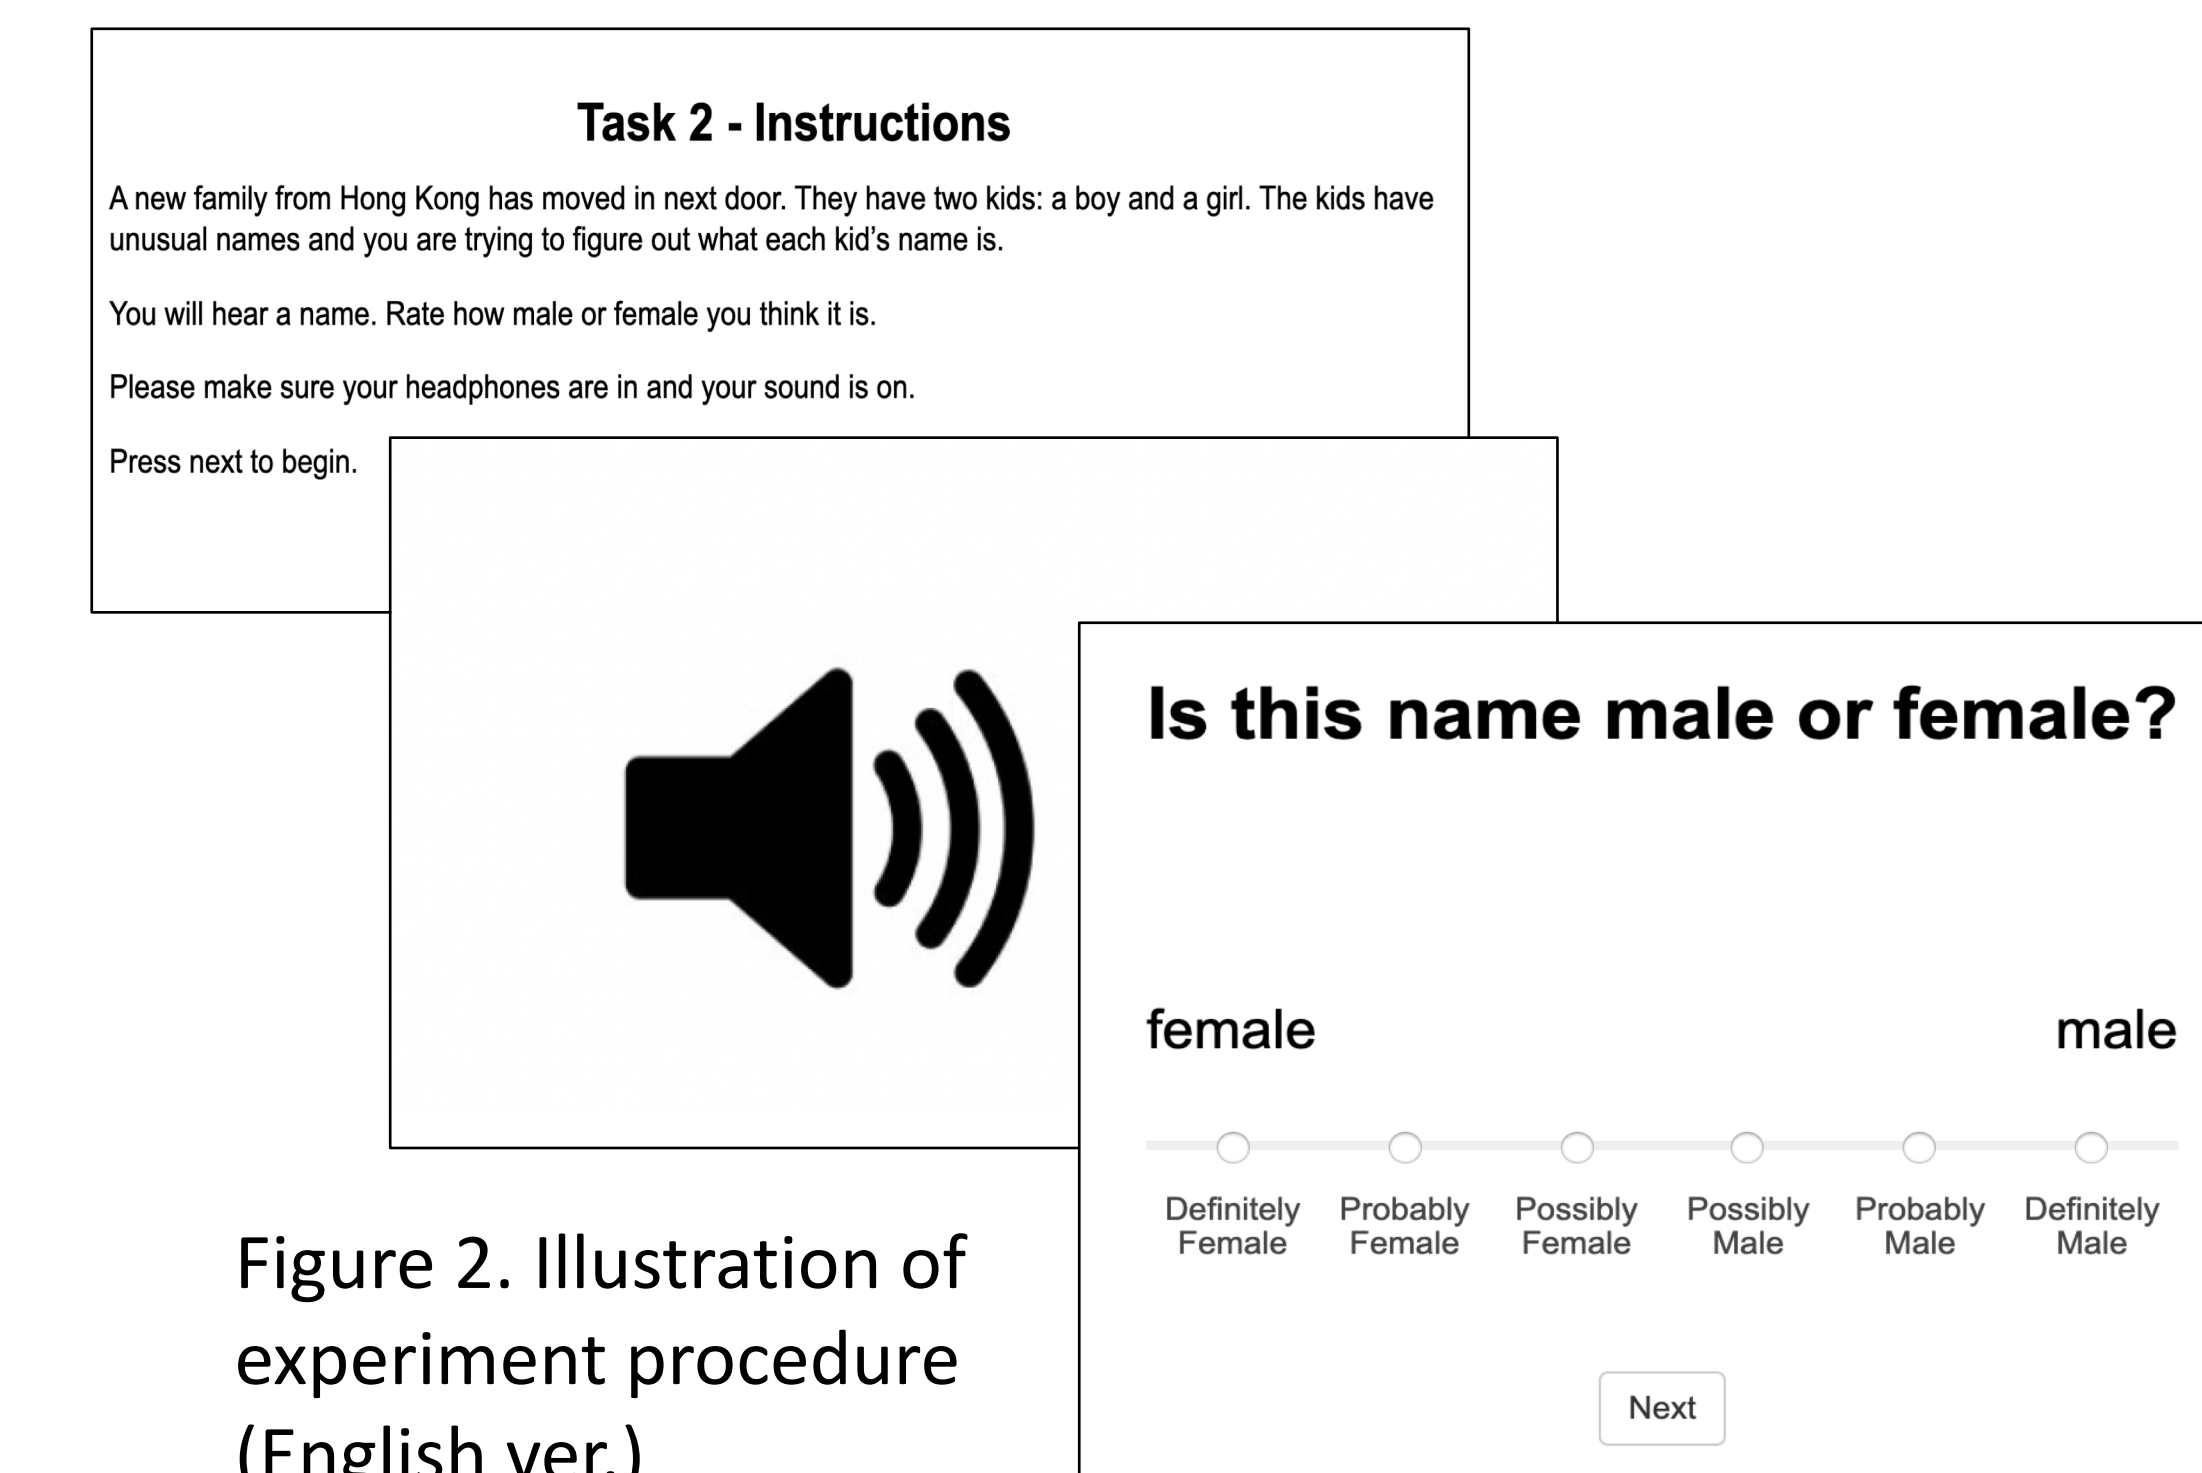 Task 2 - Instructions
A new family from Hong Kong has moved in next door. They have two kids: a boy and a girl. The kids have
unusual names and you are trying to figure out what each kid's name is.
You will hear a name. Rate how male or female you think it is.
Please make sure your headphones are in and your sound is on.
Press next to begin.
Is this name male or female?
female male
Definitely Female Probably Female Possibly Female Possibly Male Probably Male Definitely Male
Next
Figure 2. Illustration of
experiment procedure
(English ver.)